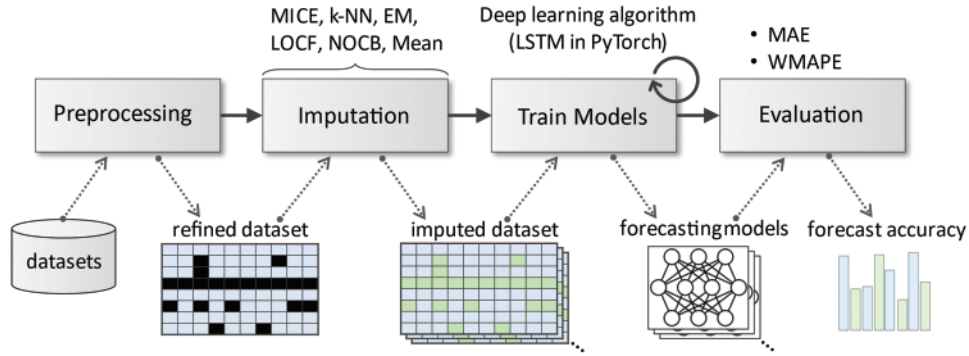 MICE, k-NN, EM,
LOCF, NOCB, Mean
Deep learning algorithm
(LSTM in PyTorch)
• MAE
• WMAPE
Preprocessing
Imputation
Train Models
Evaluation
datasets
refined dataset
imputed dataset
forecasting models
forecast accuracy